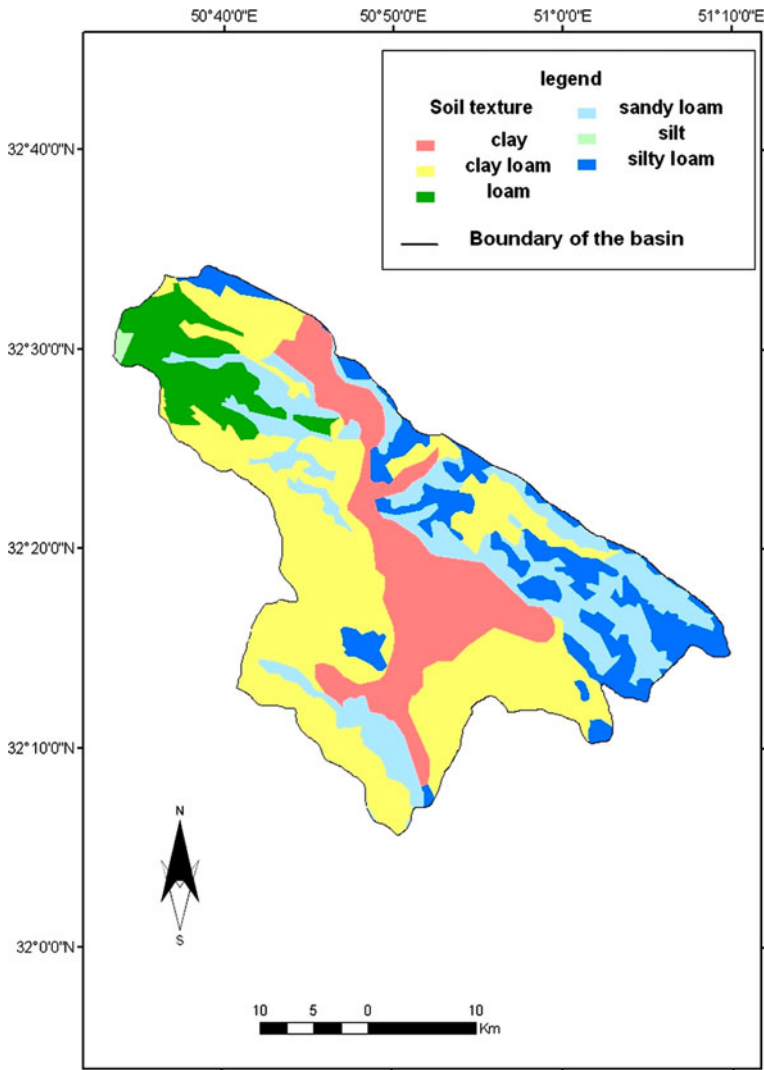 50°40'0"E 50°50'0"E 51°0'0"E 51°10'0"E
legend
Soil texture
clay
clay loam
loam
sandy loam
silt
silty loam
Boundary of the basin
32°40'0"N
32°30'0"N
32°20'0"N
32°10'0"N
32°0'0"N
N
S
10 5 0 10
Km